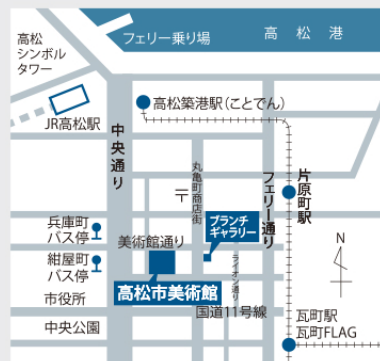 フェリー乗り場
高松港
高松
シンボル
タワー
高松築港駅(ことでん)
JR高松駅
中央通り
丸亀町商店街
フェリー通り
片原町駅
〒
兵庫町
バス停
ブランチ
ギャラリー
美術館通り
紺屋町
バス停
高松市美術館
ライオン通り
N
市役所
国道11号線
中央公園
瓦町駅
瓦町FLAG